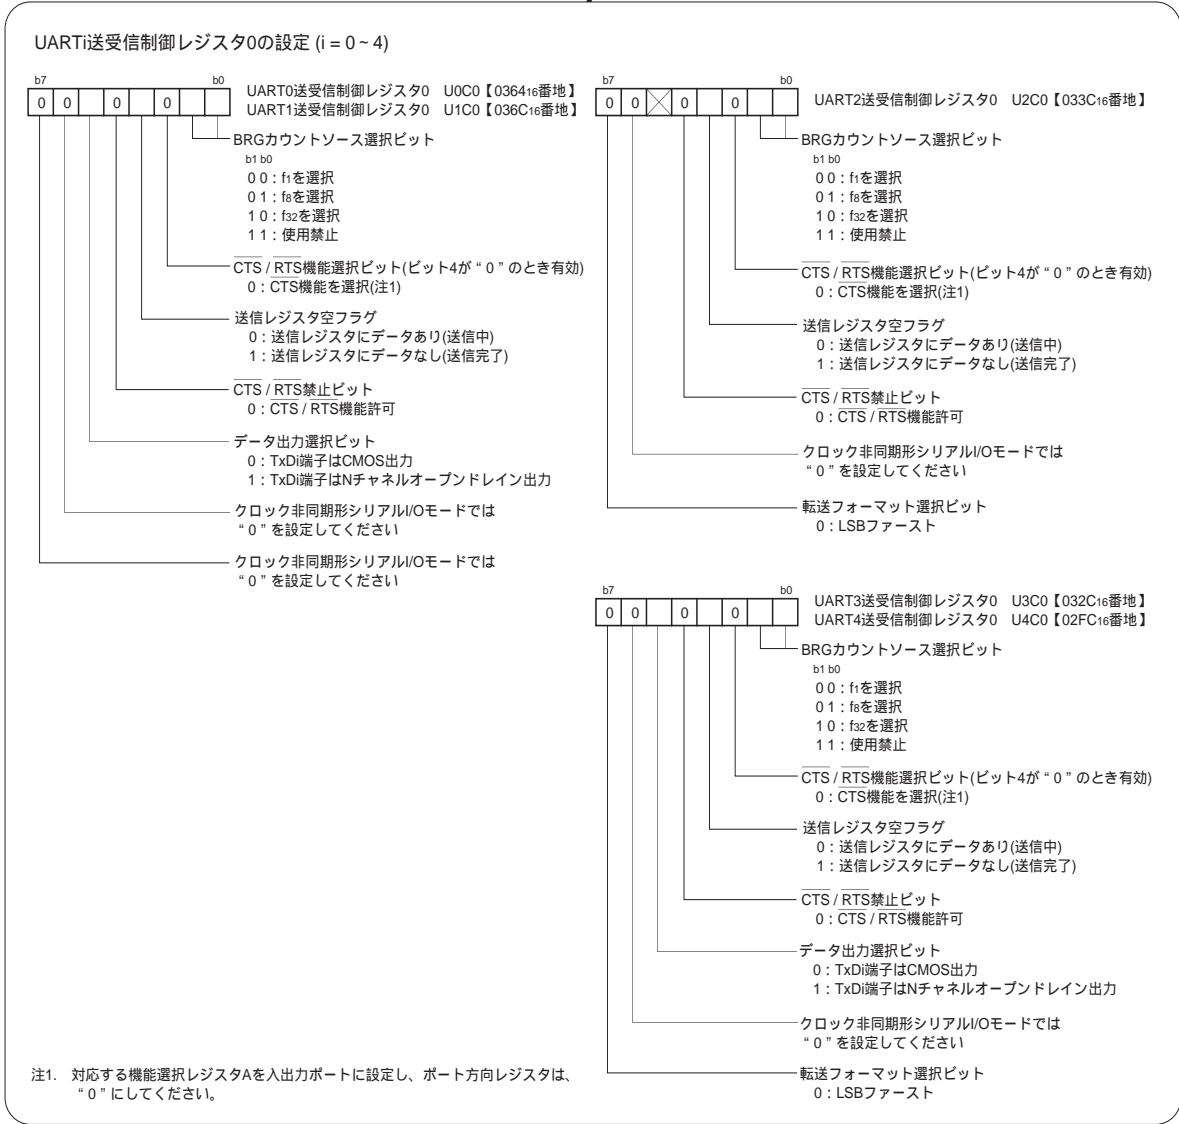 UARTi送受信制御レジスタ0の設定 (i = 0 ~ 4)
b7 b0
0 0 0 0
UART0送受信制御レジスタ0 U0C0【036416番地】
UART1送受信制御レジスタ0 U1C0【036C16番地】
BRGカウントソース選択ビット
b1 b0
0 0 : f1を選択
0 1 : f8を選択
1 0 : f32を選択
1 1 : 使用禁止
CTS / RTS機能選択ビット(ビット4が“0”のとき有効)
0 : CTS機能を選択(注1)
送信レジスタ空フラグ
0 : 送信レジスタにデータあり(送信中)
1 : 送信レジスタにデータなし(送信完了)
CTS / RTS禁止ビット
0 : CTS / RTS機能許可
データ出力選択ビット
0 : TxDi端子はCMOS出力
1 : TxDi端子はNチャネルオープンドレイン出力
クロック非同期形シリアルI/Oモードでは
“0”を設定してください
クロック非同期形シリアルI/Oモードでは
“0”を設定してください
b7 b0
0 0 0 0
UART2送受信制御レジスタ0 U2C0【033C16番地】
BRGカウントソース選択ビット
b1 b0
0 0 : f1を選択
0 1 : f8を選択
1 0 : f32を選択
1 1 : 使用禁止
CTS / RTS機能選択ビット(ビット4が“0”のとき有効)
0 : CTS機能を選択(注1)
送信レジスタ空フラグ
0 : 送信レジスタにデータあり(送信中)
1 : 送信レジスタにデータなし(送信完了)
CTS / RTS禁止ビット
0 : CTS / RTS機能許可
クロック非同期形シリアルI/Oモードでは
“0”を設定してください
転送フォーマット選択ビット
0 : LSBファースト
b7 b0
0 0 0 0
UART3送受信制御レジスタ0 U3C0【032C16番地】
UART4送受信制御レジスタ0 U4C0【02FC16番地】
BRGカウントソース選択ビット
b1 b0
0 0 : f1を選択
0 1 : f8を選択
1 0 : f32を選択
1 1 : 使用禁止
CTS / RTS機能選択ビット(ビット4が“0”のとき有効)
0 : CTS機能を選択(注1)
送信レジスタ空フラグ
0 : 送信レジスタにデータあり(送信中)
1 : 送信レジスタにデータなし(送信完了)
CTS / RTS禁止ビット
0 : CTS / RTS機能許可
データ出力選択ビット
0 : TxDi端子はCMOS出力
1 : TxDi端子はNチャネルオープンドレイン出力
クロック非同期形シリアルI/Oモードでは
“0”を設定してください
転送フォーマット選択ビット
0 : LSBファースト
注1. 対応する機能選択レジスタAを入出力ポートに設定し、ポート方向レジスタは、
“0”にしてください。